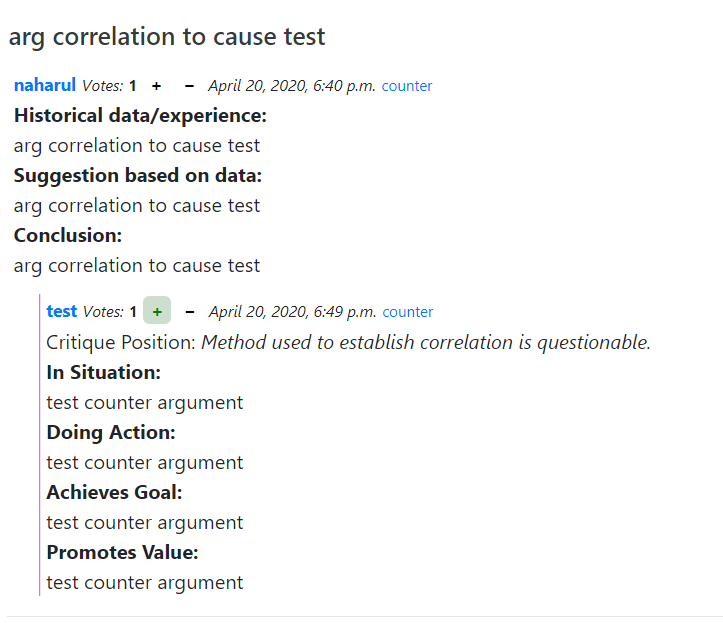 arg correlation to cause test
naharul Votes: 1 + − April 20, 2020, 6:40 p.m. counter
Historical data/experience:
arg correlation to cause test
Suggestion based on data:
arg correlation to cause test
Conclusion:
arg correlation to cause test
test Votes: 1 + − April 20, 2020, 6:49 p.m. counter
Critique Position: Method used to establish correlation is questionable.
In Situation:
test counter argument
Doing Action:
test counter argument
Achieves Goal:
test counter argument
Promotes Value:
test counter argument